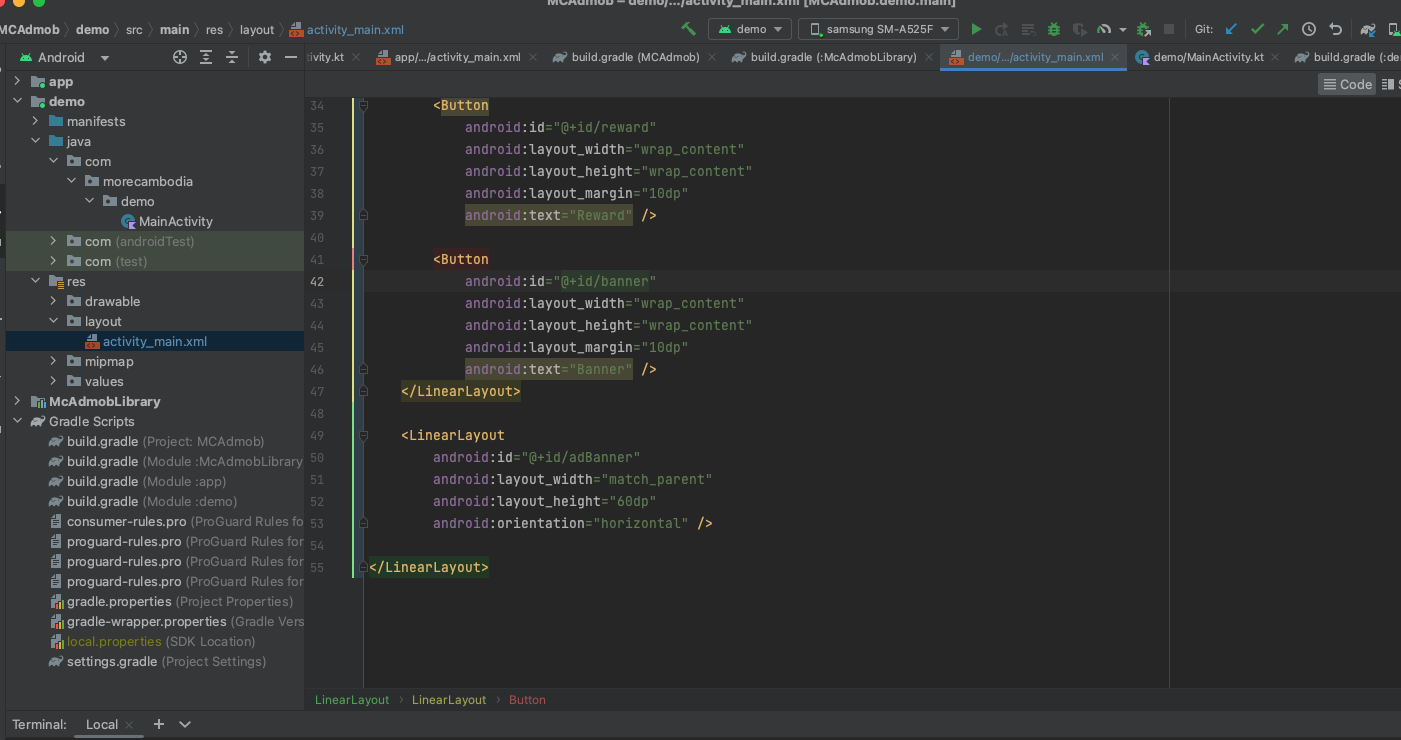 MCAdmob – demo/.../activity_main.xml [MCAdmob.demo.main]
MCAdmob demo src main res layout activity_main.xml
demo
samsung SM-A525F
Git:
Android
tivity.kt
app/.../activity_main.xml
build.gradle (MCAdmob)
build.gradle (:McAdmobLibrary)
demo/.../activity_main.xml
demo/MainActivity.kt
build.gradle (:de
Code
app
demo
manifests
java
com
morecambodia
demo
MainActivity
com (androidTest)
com (test)
res
drawable
layout
activity_main.xml
mipmap
values
McAdmobLibrary
Gradle Scripts
build.gradle (Project: MCAdmob)
build.gradle (Module :McAdmobLibrary
build.gradle (Module :app)
build.gradle (Module :demo)
consumer-rules.pro (ProGuard Rules fo
proguard-rules.pro (ProGuard Rules for
proguard-rules.pro (ProGuard Rules for
proguard-rules.pro (ProGuard Rules for
gradle.properties (Project Properties)
gradle-wrapper.properties (Gradle Vers
local.properties (SDK Location)
settings.gradle (Project Settings)
34 <Button
35 android:id="@+id/reward"
36 android:layout_width="wrap_content"
37 android:layout_height="wrap_content"
38 android:layout_margin="10dp"
39 android:text="Reward" />
40
41 <Button
42 android:id="@+id/banner"
43 android:layout_width="wrap_content"
44 android:layout_height="wrap_content"
45 android:layout_margin="10dp"
46 android:text="Banner" />
47 </LinearLayout>
48
49 <LinearLayout
50 android:id="@+id/adBanner"
51 android:layout_width="match_parent"
52 android:layout_height="60dp"
53 android:orientation="horizontal" />
54
55 </LinearLayout>
LinearLayout LinearLayout Button
Terminal: Local